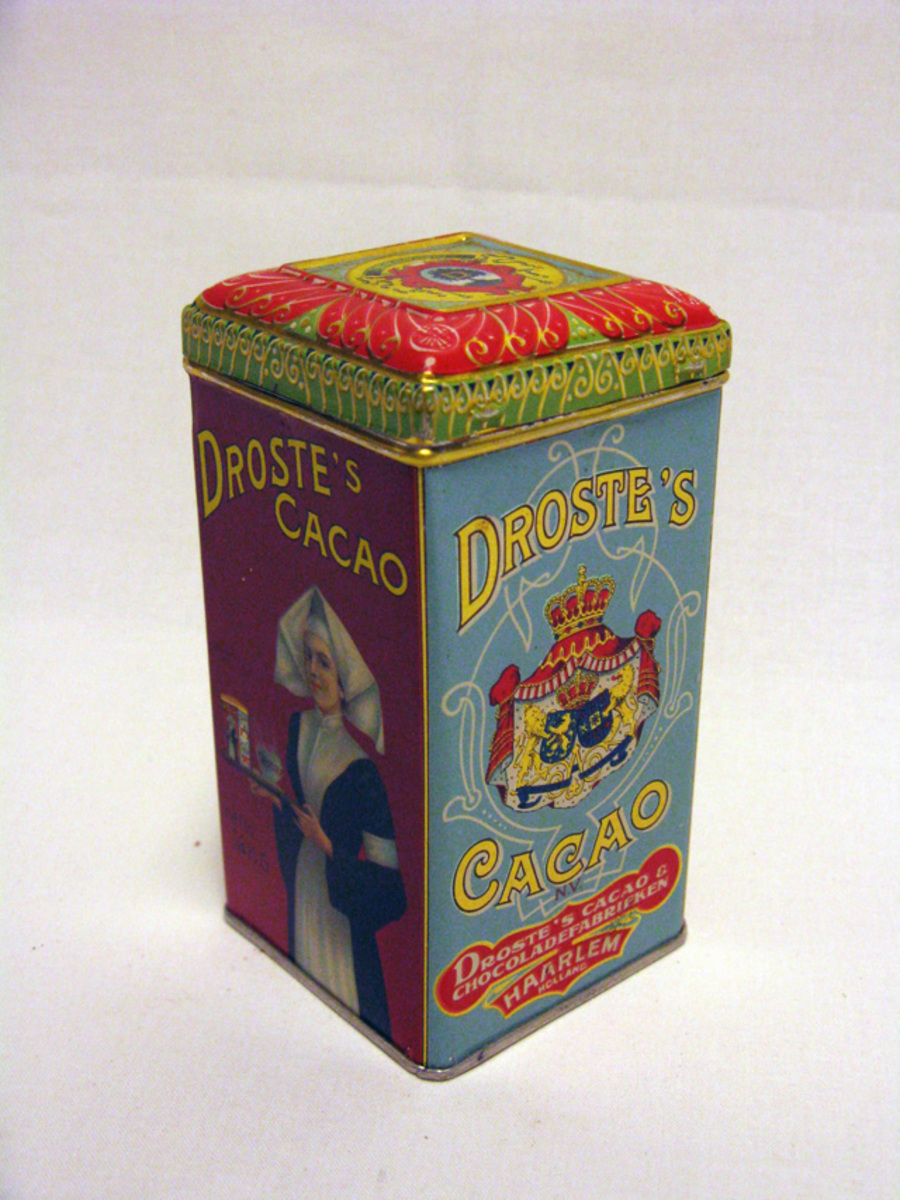 DROSTE'S
CACAO
DROSTE'S
CACAO
N.V.
DROSTE'S CACAO &
CHOCOLADEFABRIEKEN
HAARLEM
HOLLAND